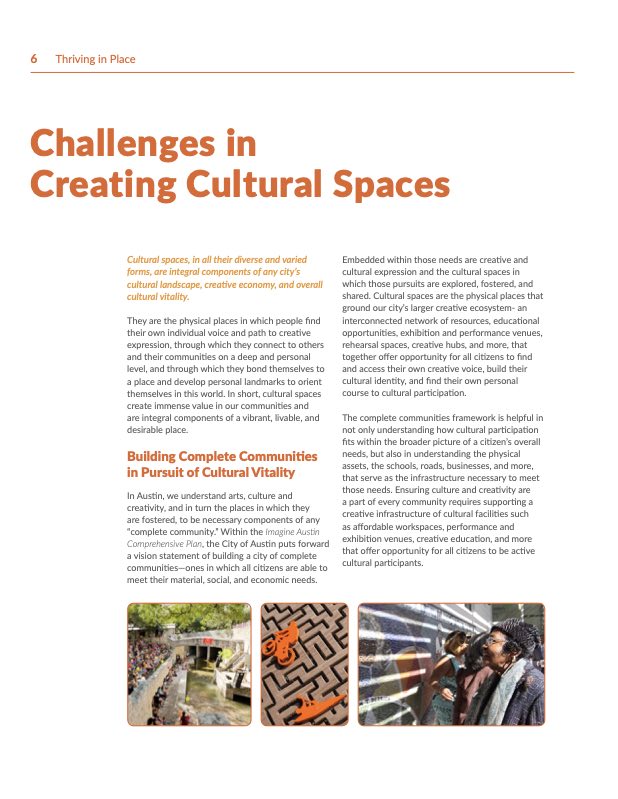 6 Thriving in Place
Challenges in
Creating Cultural Spaces
Cultural spaces, in all their diverse and varied
forms, are integral components of any city's
cultural landscape, creative economy, and overall
cultural vitality.
They are the physical places in which people find
their own individual voice and path to creative
expression, through which they connect to others
and their communities on a deep and personal
level, and through which they bond themselves to
a place and develop personal landmarks to orient
themselves in this world. In short, cultural spaces
create immense value in our communities and
are integral components of a vibrant, livable, and
desirable place.
Building Complete Communities
in Pursuit of Cultural Vitality
In Austin, we understand arts, culture and
creativity, and in turn the places in which they
are fostered, to be necessary components of any
"complete community." Within the Imagine Austin
Comprehensive Plan, the City of Austin puts forward
a vision statement of building a city of complete
communities—ones in which all citizens are able to
meet their material, social, and economic needs.
Embedded within those needs are creative and
cultural expression and the cultural spaces in
which those pursuits are explored, fostered, and
shared. Cultural spaces are the physical places that
ground our city's larger creative ecosystem- an
interconnected network of resources, educational
opportunities, exhibition and performance venues,
rehearsal spaces, creative hubs, and more, that
together offer opportunity for all citizens to find
and access their own creative voice, build their
cultural identity, and find their own personal
course to cultural participation.
The complete communities framework is helpful in
not only understanding how cultural participation
fits within the broader picture of a citizen's overall
needs, but also in understanding the physical
assets, the schools, roads, businesses, and more,
that serve as the infrastructure necessary to meet
those needs. Ensuring culture and creativity are
a part of every community requires supporting a
creative infrastructure of cultural facilities such
as affordable workspaces, performance and
exhibition venues, creative education, and more
that offer opportunity for all citizens to be active
cultural participants.